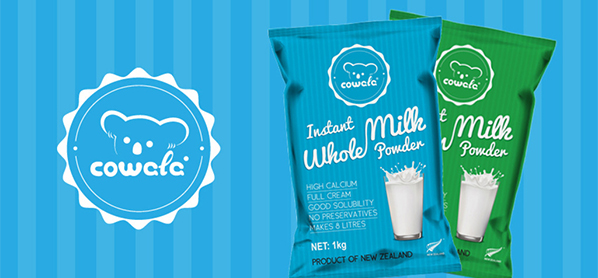 cowala
cowala
Instant
Whole Milk
Powder
HIGH CALCIUM
FULL CREAM
GOOD SOLUBILITY
NO PRESERVATIVES
MAKES 8 LITRES
NET: 1kg
PRODUCT OF NEW ZEALAND
cowala
Milk
Powder